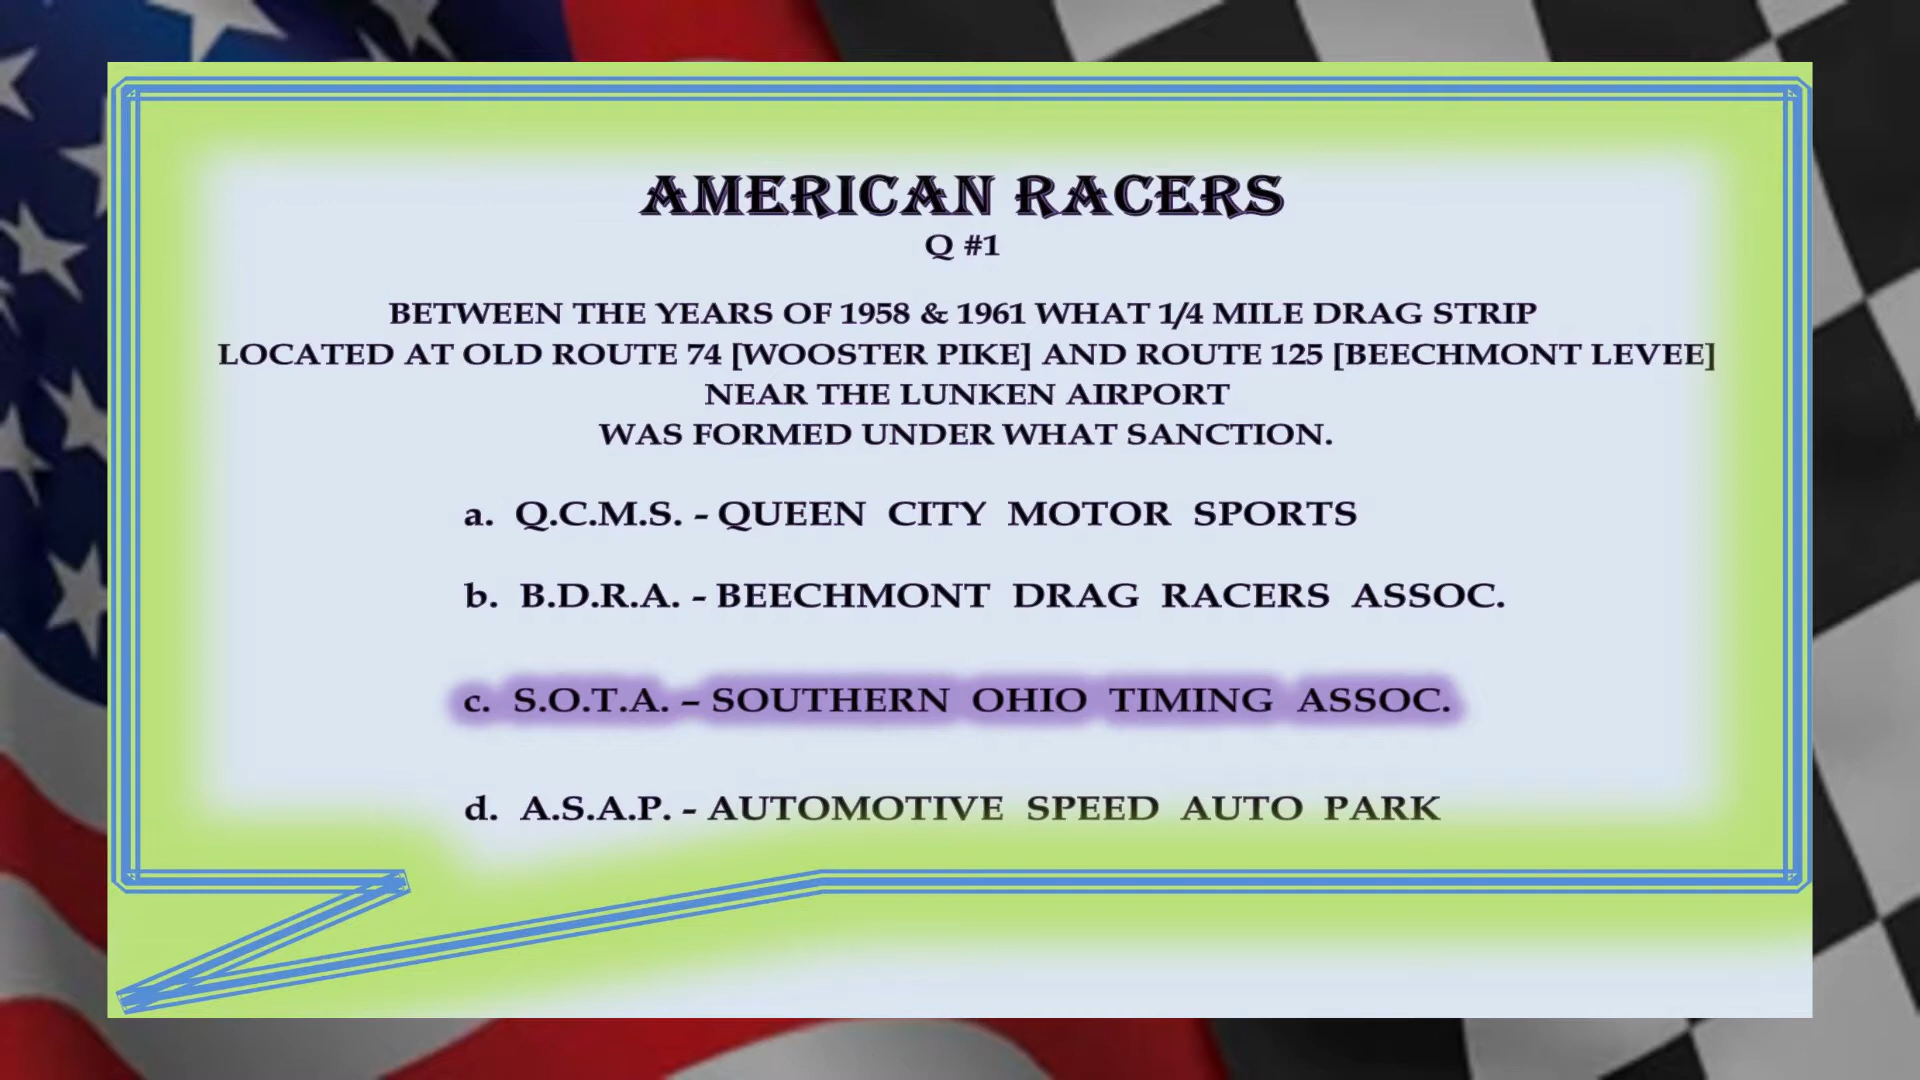 AMERICAN RACERS
Q #1
BETWEEN THE YEARS OF 1958 & 1961 WHAT 1/4 MILE DRAG STRIP
LOCATED AT OLD ROUTE 74 [WOOSTER PIKE] AND ROUTE 125 [BEECHMONT LEVEE]
NEAR THE LUNKEN AIRPORT
WAS FORMED UNDER WHAT SANCTION.
a. Q.C.M.S. - QUEEN CITY MOTOR SPORTS
b. B.D.R.A. - BEECHMONT DRAG RACERS ASSOC.
c. S.O.T.A. – SOUTHERN OHIO TIMING ASSOC.
d. A.S.A.P. - AUTOMOTIVE SPEED AUTO PARK